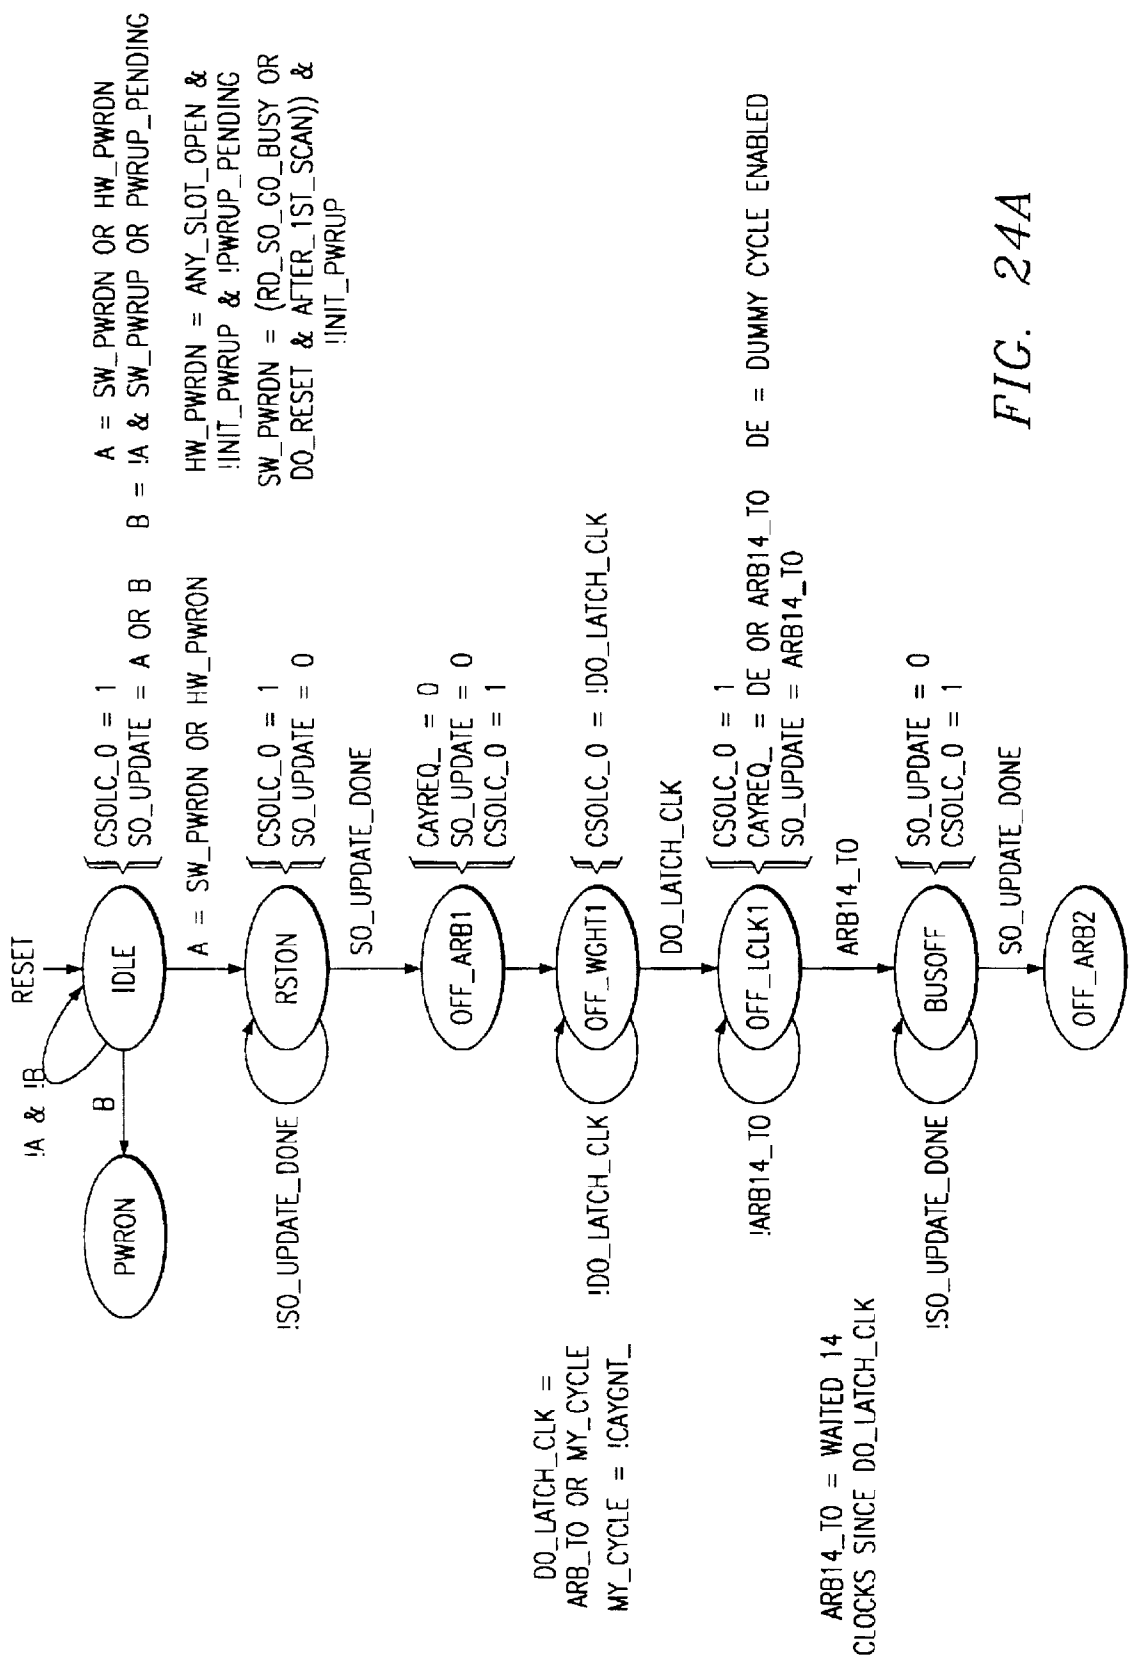 RESET
!A & !B
IDLE
CSOLC_0 = 1
SO_UPDATE = A OR B
B
PWRON
A = SW_PWRDN OR HW_PWRDN
B = !A & SW_PWRUP OR PWRUP_PENDING
HW_PWRDN = ANY_SLOT_OPEN &
!INIT_PWRUP & !PWRUP_PENDING
SW_PWRDN = (RD_SO_GO_BUSY OR
DO_RESET & AFTER_1ST_SCAN)) &
!INIT_PWRUP
A = SW_PWRDN OR HW_PWRON
!SO_UPDATE_DONE
RSTON
CSOLC_0 = 1
SO_UPDATE = 0
SO_UPDATE_DONE
OFF_ARB1
CAYREQ_ = 0
SO_UPDATE = 0
CSOLC_0 = 1
DO_LATCH_CLK =
ARB_TO OR MY_CYCLE
MY_CYCLE = !CAYGNT_
!DO_LATCH_CLK
OFF_WGHT1
CSOLC_0 = !DO_LATCH_CLK
DO_LATCH_CLK
!ARB14_TO
OFF_LCLK1
CSOLC_0 = 1
CAYREQ_ = DE OR ARB14_TO
SO_UPDATE = ARB14_TO
DE = DUMMY CYCLE ENABLED
ARB14_TO
ARB14_TO = WAITED 14
CLOCKS SINCE DO_LATCH_CLK
!SO_UPDATE_DONE
BUSOFF
SO_UPDATE = 0
CSOLC_0 = 1
SO_UPDATE_DONE
OFF_ARB2
FIG. 24A